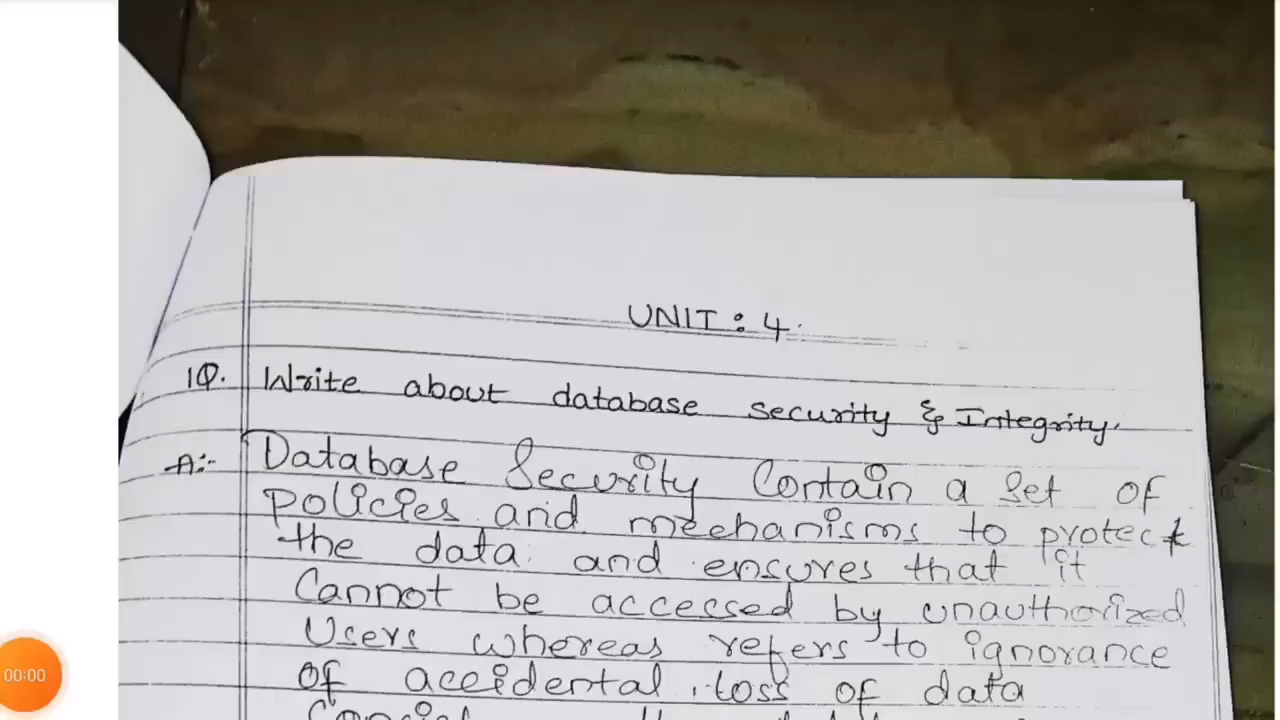 UNIT : 4.
1Q. Write about database security & Integrity.
A:- Database Security Contain a set of
policies and mechanisms to protect
the data and ensures that it
Cannot be accessed by unauthorized
Users whereas refers to ignorance
of accidental loss of data
00:00